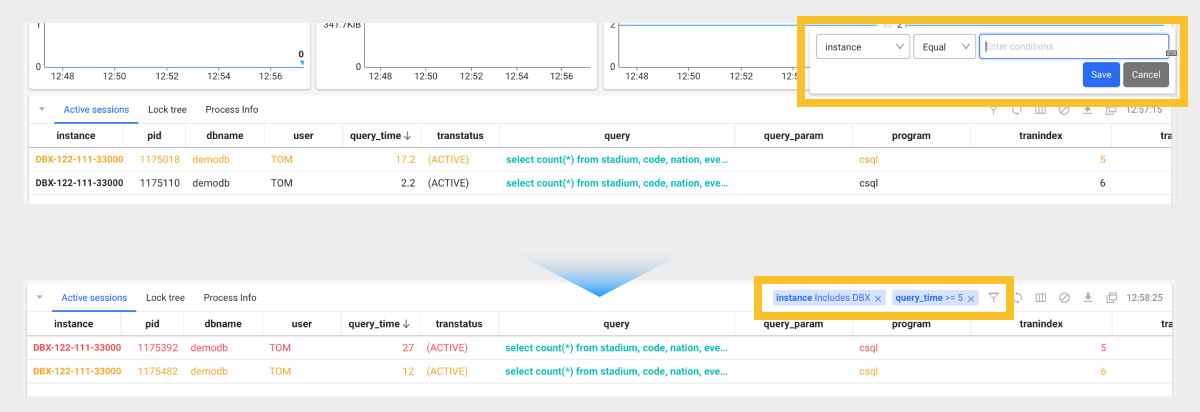 1
341.7KiB
2
2
instance Equal Enter conditions
0
0 0 0
12:48 12:50 12:52 12:54 12:56
12:48 12:50 12:52 12:54 12:56
12:48 12:50 12:52
Save Cancel
Active sessions Lock tree Process Info 12:57:15
instance pid dbname user query_time transtatus query query_param program tranindex tra
DBX-122-111-33000 1175018 demodb TOM 17.2 (ACTIVE) select count(*) from stadium, code, nation, eve... csql 5
DBX-122-111-33000 1175110 demodb TOM 2.2 (ACTIVE) select count(*) from stadium, code, nation, eve... csql 6
Active sessions Lock tree Process Info instance Includes DBX × query_time >= 5 × 12:58:25
instance pid dbname user query_time transtatus query query_param program tranindex tra
DBX-122-111-33000 1175392 demodb TOM 27 (ACTIVE) select count(*) from stadium, code, nation, eve... csql 5
DBX-122-111-33000 1175482 demodb TOM 12 (ACTIVE) select count(*) from stadium, code, nation, eve... csql 6